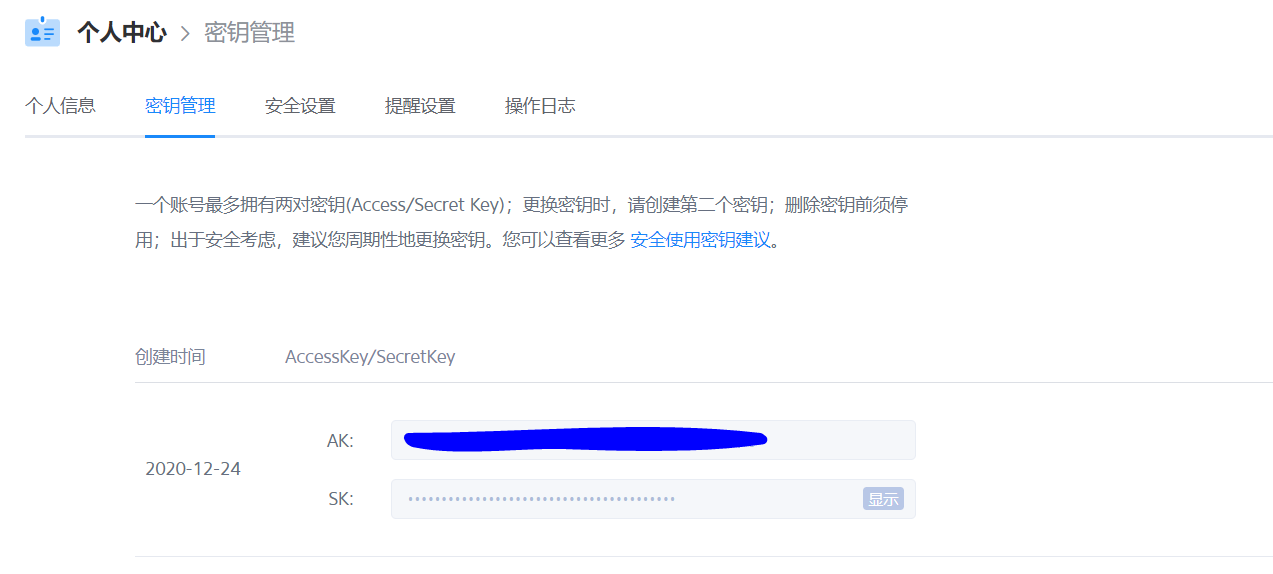 个人中心 > 密钥管理
个人信息 密钥管理 安全设置 提醒设置 操作日志
一个账号最多拥有两对密钥(Access/Secret Key)；更换密钥时，请创建第二个密钥；删除密钥前须停
用；出于安全考虑，建议您周期性地更换密钥。您可以查看更多 安全使用密钥建议。
创建时间 AccessKey/SecretKey
AK:
2020-12-24
SK: 显示